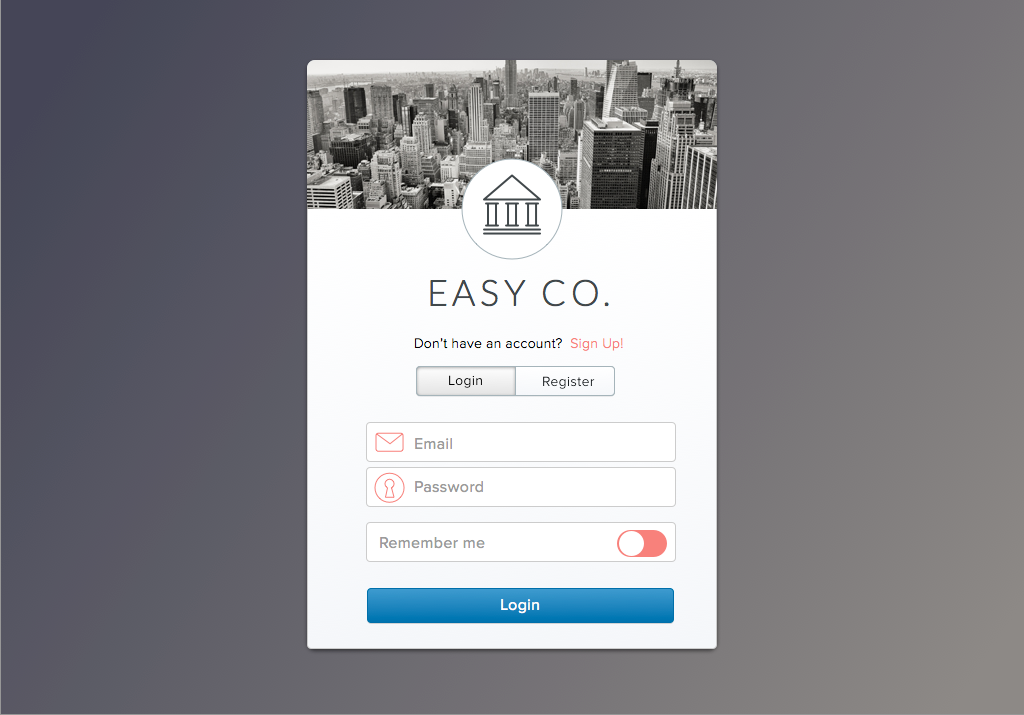 EASY CO.
Don't have an account? Sign Up!
Login Register
Email
Password
Remember me
Login